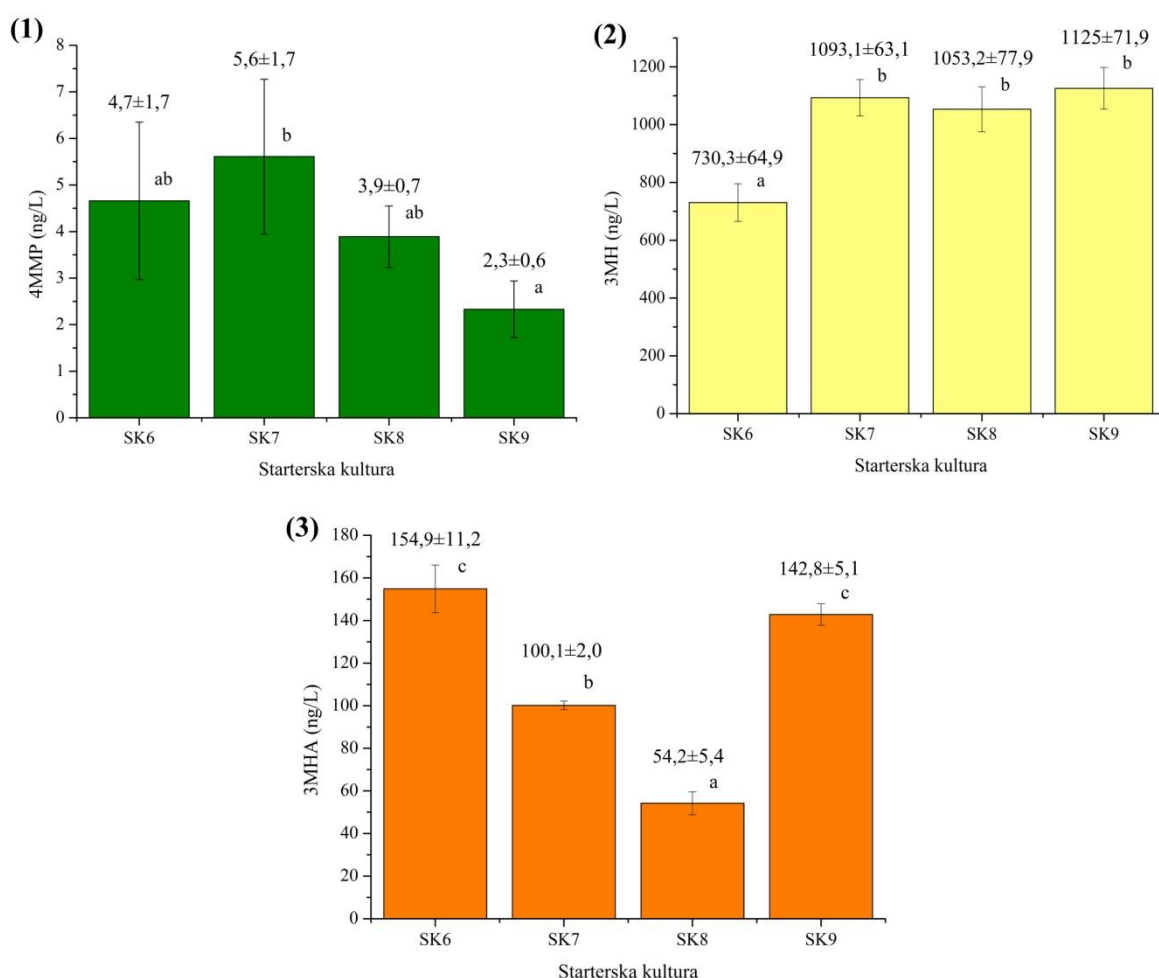 (1)
8
7
6
5
4
3
2
1
0
4MMP (ng/L)
4,7±1,7
ab
5,6±1,7
b
3,9±0,7
ab
2,3±0,6
a
SK6 SK7 SK8 SK9
Starterska kultura
(2)
1200
1000
800
600
400
200
0
3MH (ng/L)
730,3±64,9
a
1093,1±63,1
b
1053,2±77,9
b
1125±71,9
b
SK6 SK7 SK8 SK9
Starterska kultura
(3)
180
160
140
120
100
80
60
40
20
0
3MHA (ng/L)
154,9±11,2
c
100,1±2,0
b
54,2±5,4
a
142,8±5,1
c
SK6 SK7 SK8 SK9
Starterska kultura